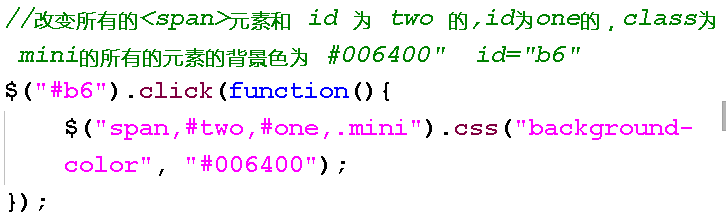 //改变所有的<span>元素和 id 为 two 的,id为one的，class为
mini的所有的元素的背景色为 #006400" id="b6"
$("#b6").click(function(){
$("span,#two,#one,.mini").css("background-
color", "#006400");
});